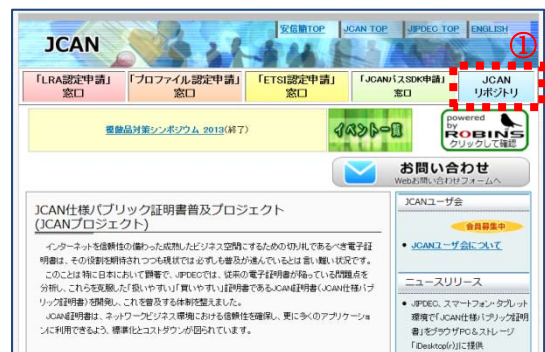 安信簡TOP JCAN TOP JIPDEC TOP ENGLISH
JCAN
①
「LRA認定申請」窓口
「プロファイル認定申請」窓口
「ETSI認定申請」窓口
「JCANパスSDK申請」窓口
JCANリポジトリ
模倣品対策シンポジウム 2013(終了)
イベント一覧
powered
by
ROBINS
クリックして確認
お問い合わせ
Webお問い合わせフォームへ
JCAN仕様パブリック証明書普及プロジェクト
(JCANプロジェクト)
インターネットを信頼性の備わった成熟したビジネス空間にするための切り札であるべき電子証
明書は、その役割を期待されつつも現状では必ずしも普及が進んでいるとは言い難い状況です。
このことは特に日本において顕著で、JIPDECでは、従来の電子証明書が陥っている問題点を
分析し、これらを克服した「扱いやすい」「買いやすい」証明書であるJCAN証明書(JCAN仕様パブ
リック証明書)を開発し、これを普及する体制を整えました。
JCAN証明書は、ネットワークビジネス環境における信頼性を確保し、更に多くのアプリケーショ
ンに利用できるよう、標準化とコストダウンが図られています。
JCANユーザ会
会員募集中
JCANユーザ会について
ニュースリリース
JIPDEC、スマートフォン・タブレット
環境で「JCAN仕様パブリック証明
書」をブラウザPC&ストレージ
「iDesktop(r)」に提供